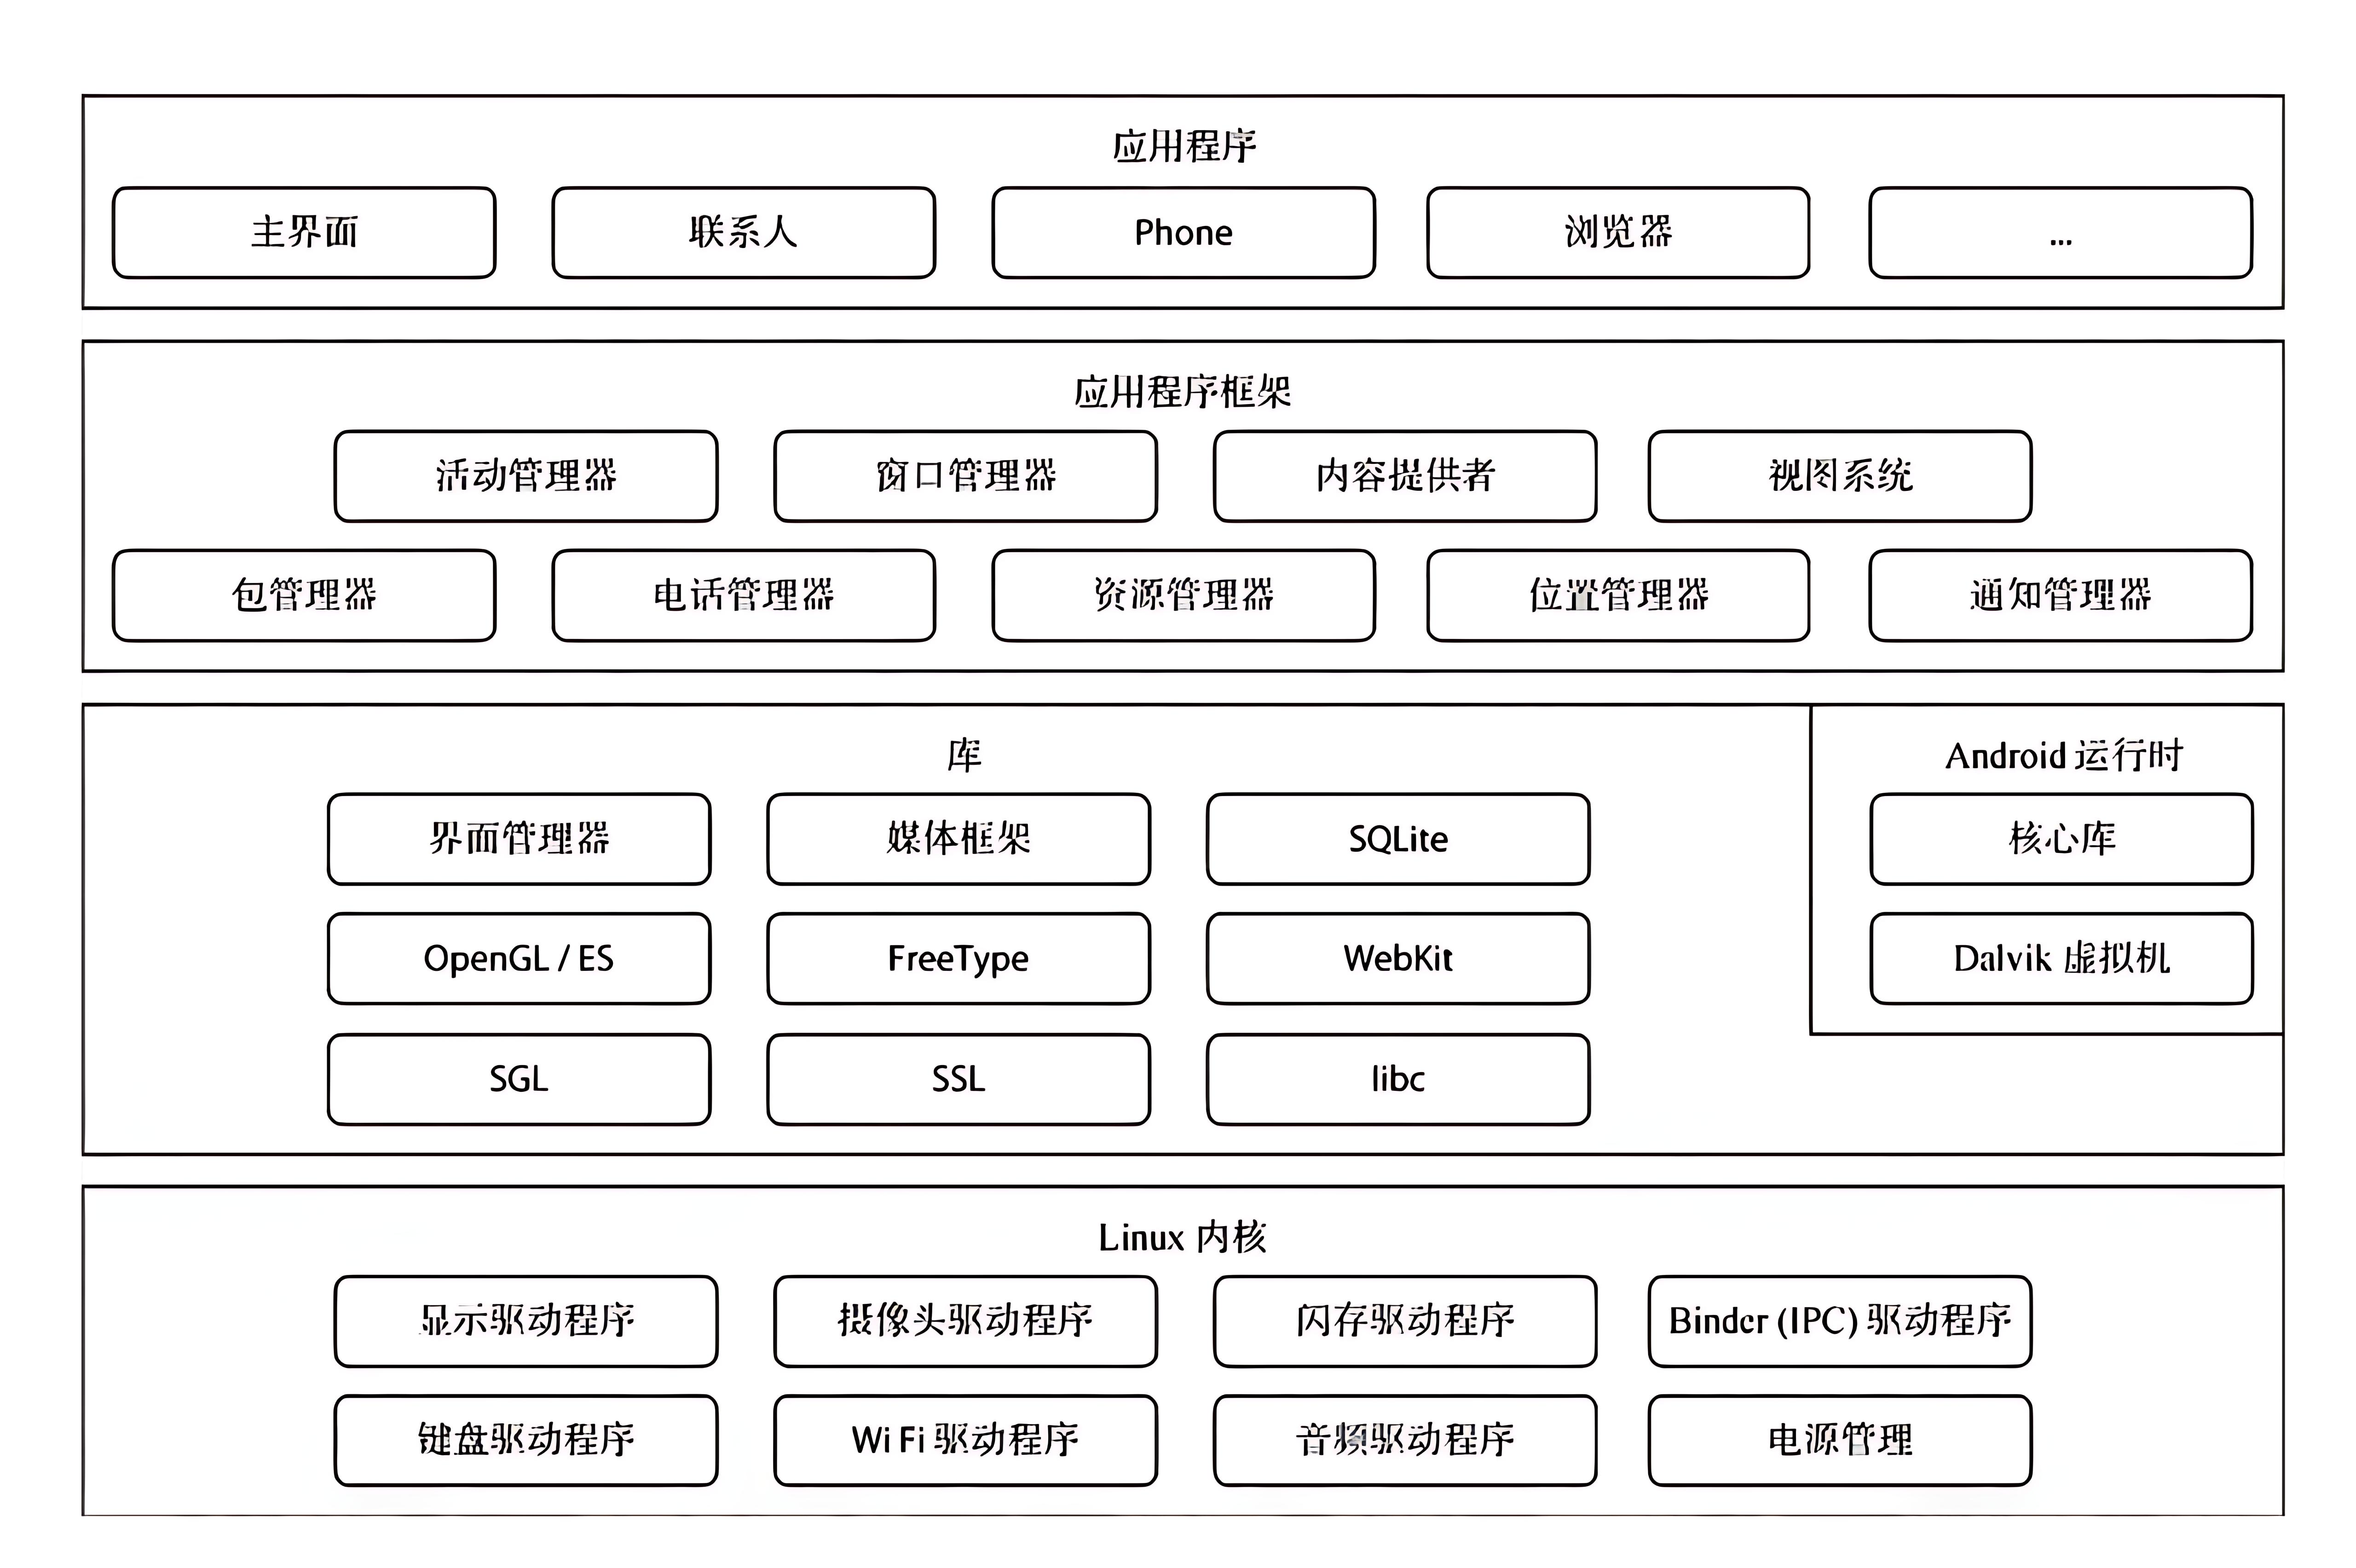 应用程序
主界面 联系人 Phone 浏览器 ...
应用程序框架
活动管理器 窗口管理器 内容提供者 视图系统
包管理器 电话管理器 资源管理器 位置管理器 通知管理器
库
界面管理器 媒体框架 SQLite
OpenGL / ES FreeType WebKit
SGL SSL libc
Android 运行时
核心库
Dalvik 虚拟机
Linux 内核
显示驱动程序 摄像头驱动程序 闪存驱动程序 Binder (IPC) 驱动程序
键盘驱动程序 WiFi 驱动程序 音频驱动程序 电源管理